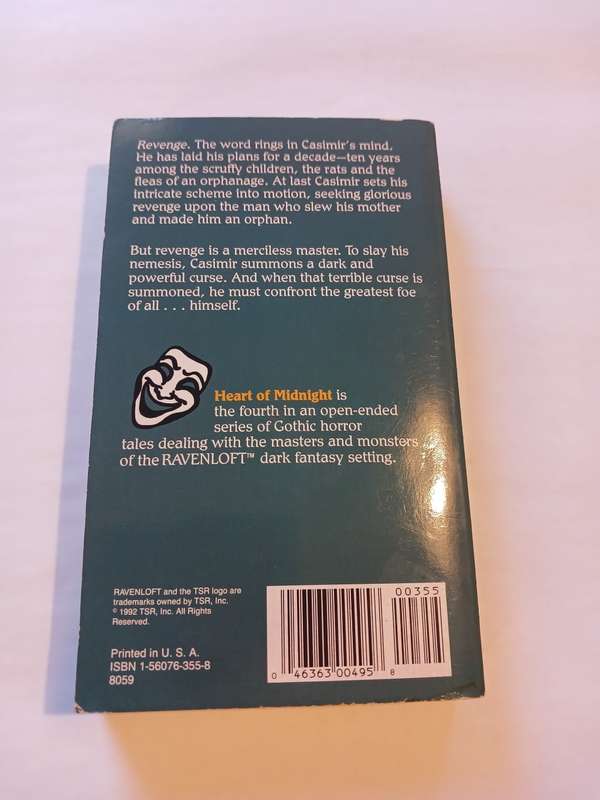 Revenge. The word rings in Casimir's mind.
He has laid his plans for a decade—ten years
among the scruffy children, the rats and the
fleas of an orphanage. At last Casimir sets his
intricate scheme into motion, seeking glorious
revenge upon the man who slew his mother
and made him an orphan.
But revenge is a merciless master. To slay his
nemesis, Casimir summons a dark and
powerful curse. And when that terrible curse is
summoned, he must confront the greatest foe
of all . . . himself.
Heart of Midnight is
the fourth in an open-ended
series of Gothic horror
tales dealing with the masters and monsters
of the RAVENLOFT™ dark fantasy setting.
RAVENLOFT and the TSR logo are
trademarks owned by TSR, Inc.
© 1992 TSR, Inc. All Rights
Reserved.
Printed in U. S. A.
ISBN 1-56076-355-8
8059
00355
0 46363 00495 8